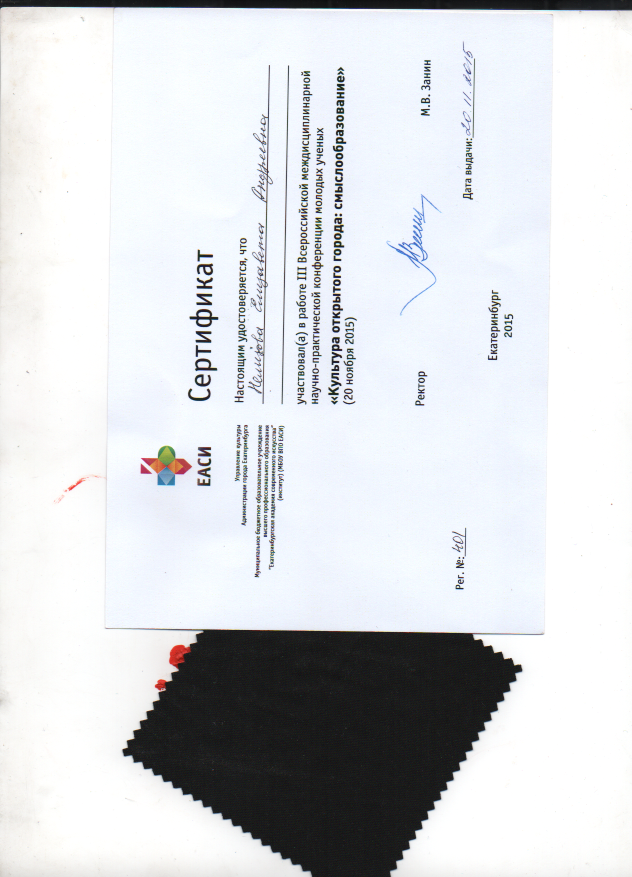 ЕАСИ
Управление культуры
Администрации города Екатеринбурга
Муниципальное бюджетное образовательное учреждение
высшего профессионального образования
"Екатеринбургская академия современного искусства"
(институт) (МБОУ ВПО ЕАСИ)
Сертификат
Настоящим удостоверяется, что
Елизавета Андреевна
участвовал(а) в работе III Всероссийской междисциплинарной
научно-практической конференции молодых ученых
«Культура открытого города: смыслообразование»
(20 ноября 2015)
Ректор М.В. Занин
Рег. №: 401 Дата выдачи: 20.11.2015
Екатеринбург
2015